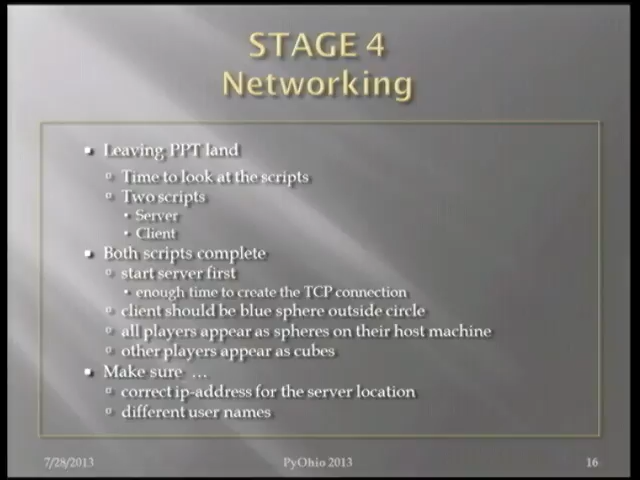 STAGE 4
Networking
Leaving PPT land
Time to look at the scripts
Two scripts
Server
Client
Both scripts complete
start server first
enough time to create the TCP connection
client should be blue sphere outside circle
all players appear as spheres on their host machine
other players appear as cubes
Make sure ...
correct ip-address for the server location
different user names
7/28/2013
PyOhio 2013
16